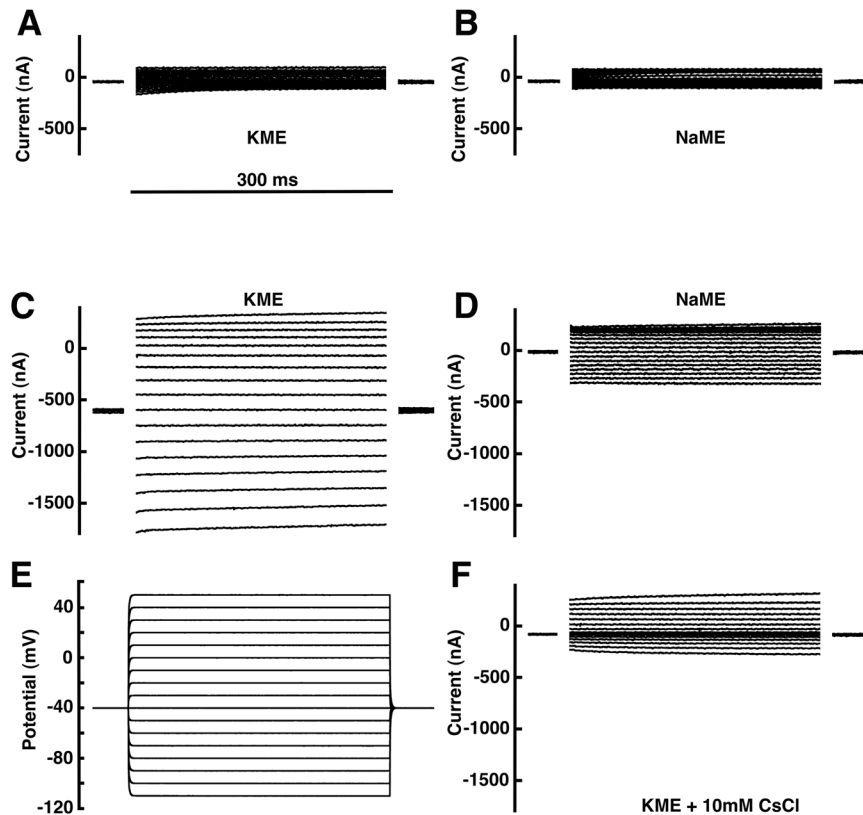 A
B
0
-500
Current (nA)
KME
0
-500
Current (nA)
NaME
300 ms
C
KME
D
NaME
0
-500
-1000
-1500
Current (nA)
0
-500
-1000
-1500
Current (nA)
E
F
40
0
-40
-80
-120
Potential (mV)
0
-500
-1000
-1500
Current (nA)
KME + 10mM CsCl